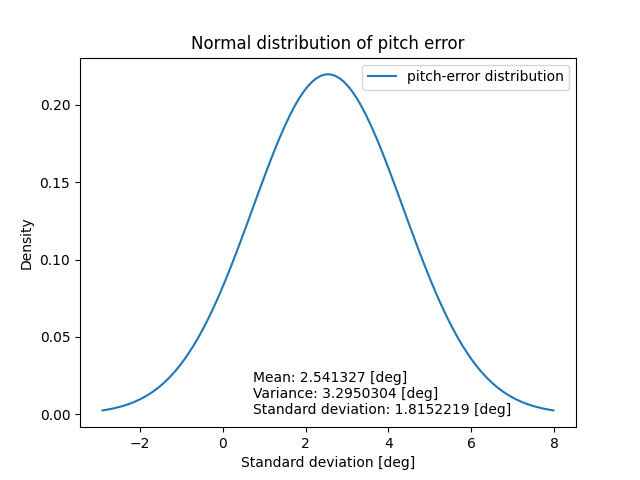 Normal distribution of pitch error
pitch-error distribution
0.20
0.15
0.10
0.05
0.00
Density
Mean: 2.541327 [deg]
Variance: 3.2950304 [deg]
Standard deviation: 1.8152219 [deg]
−2 0 2 4 6 8
Standard deviation [deg]